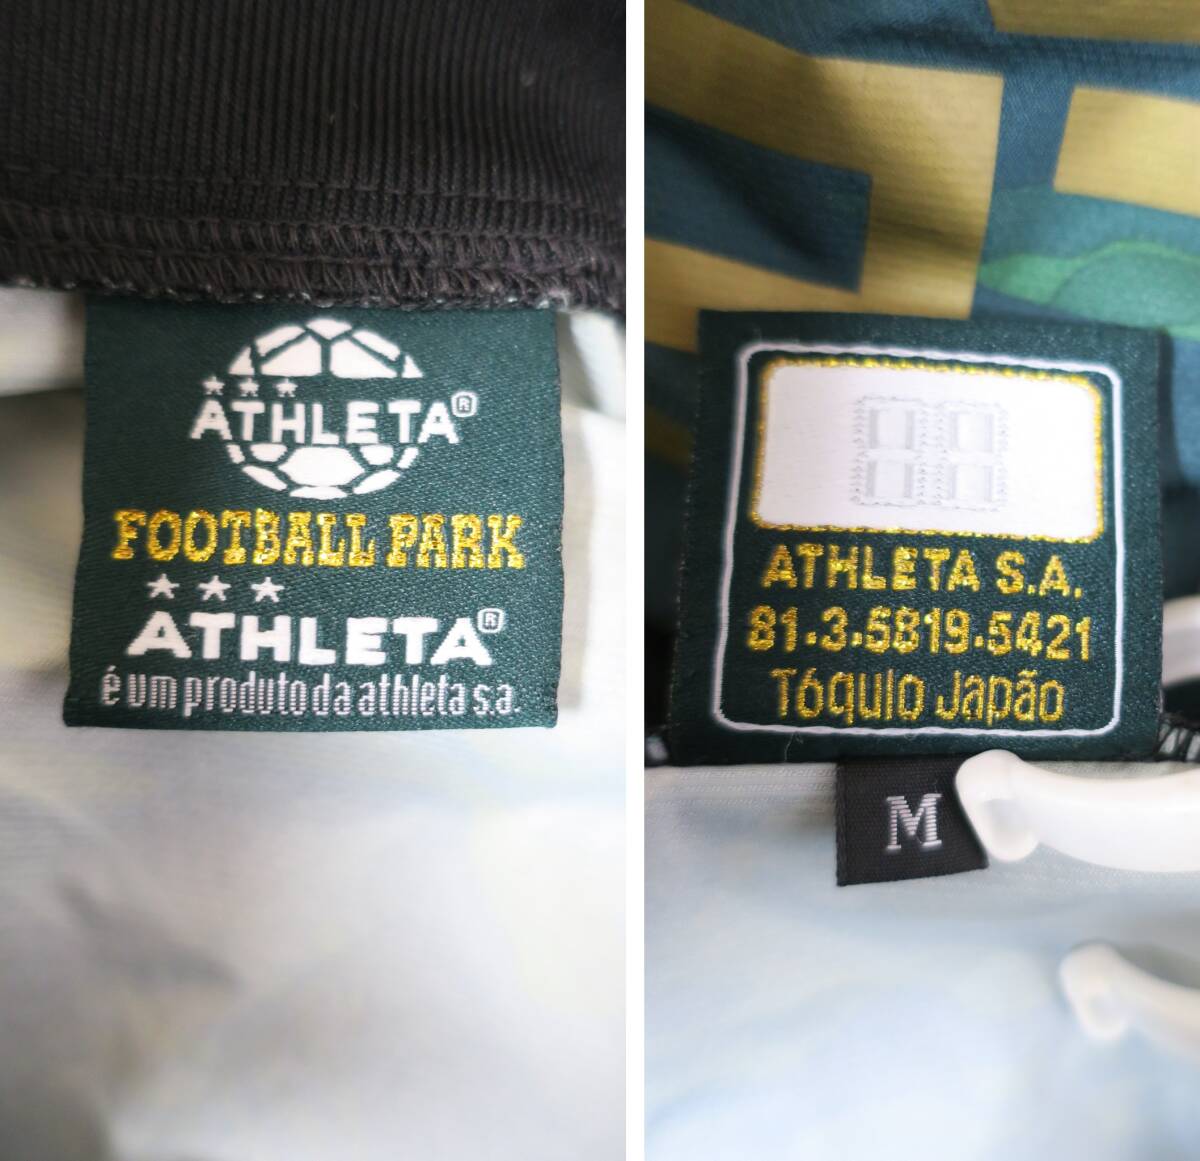 ATHLETA®
FOOTBALL PARK
ATHLETA®
é um produto da athleta s.a.
ATHLETA S.A.
81.3.5819.5421
Tóquio Japão
M